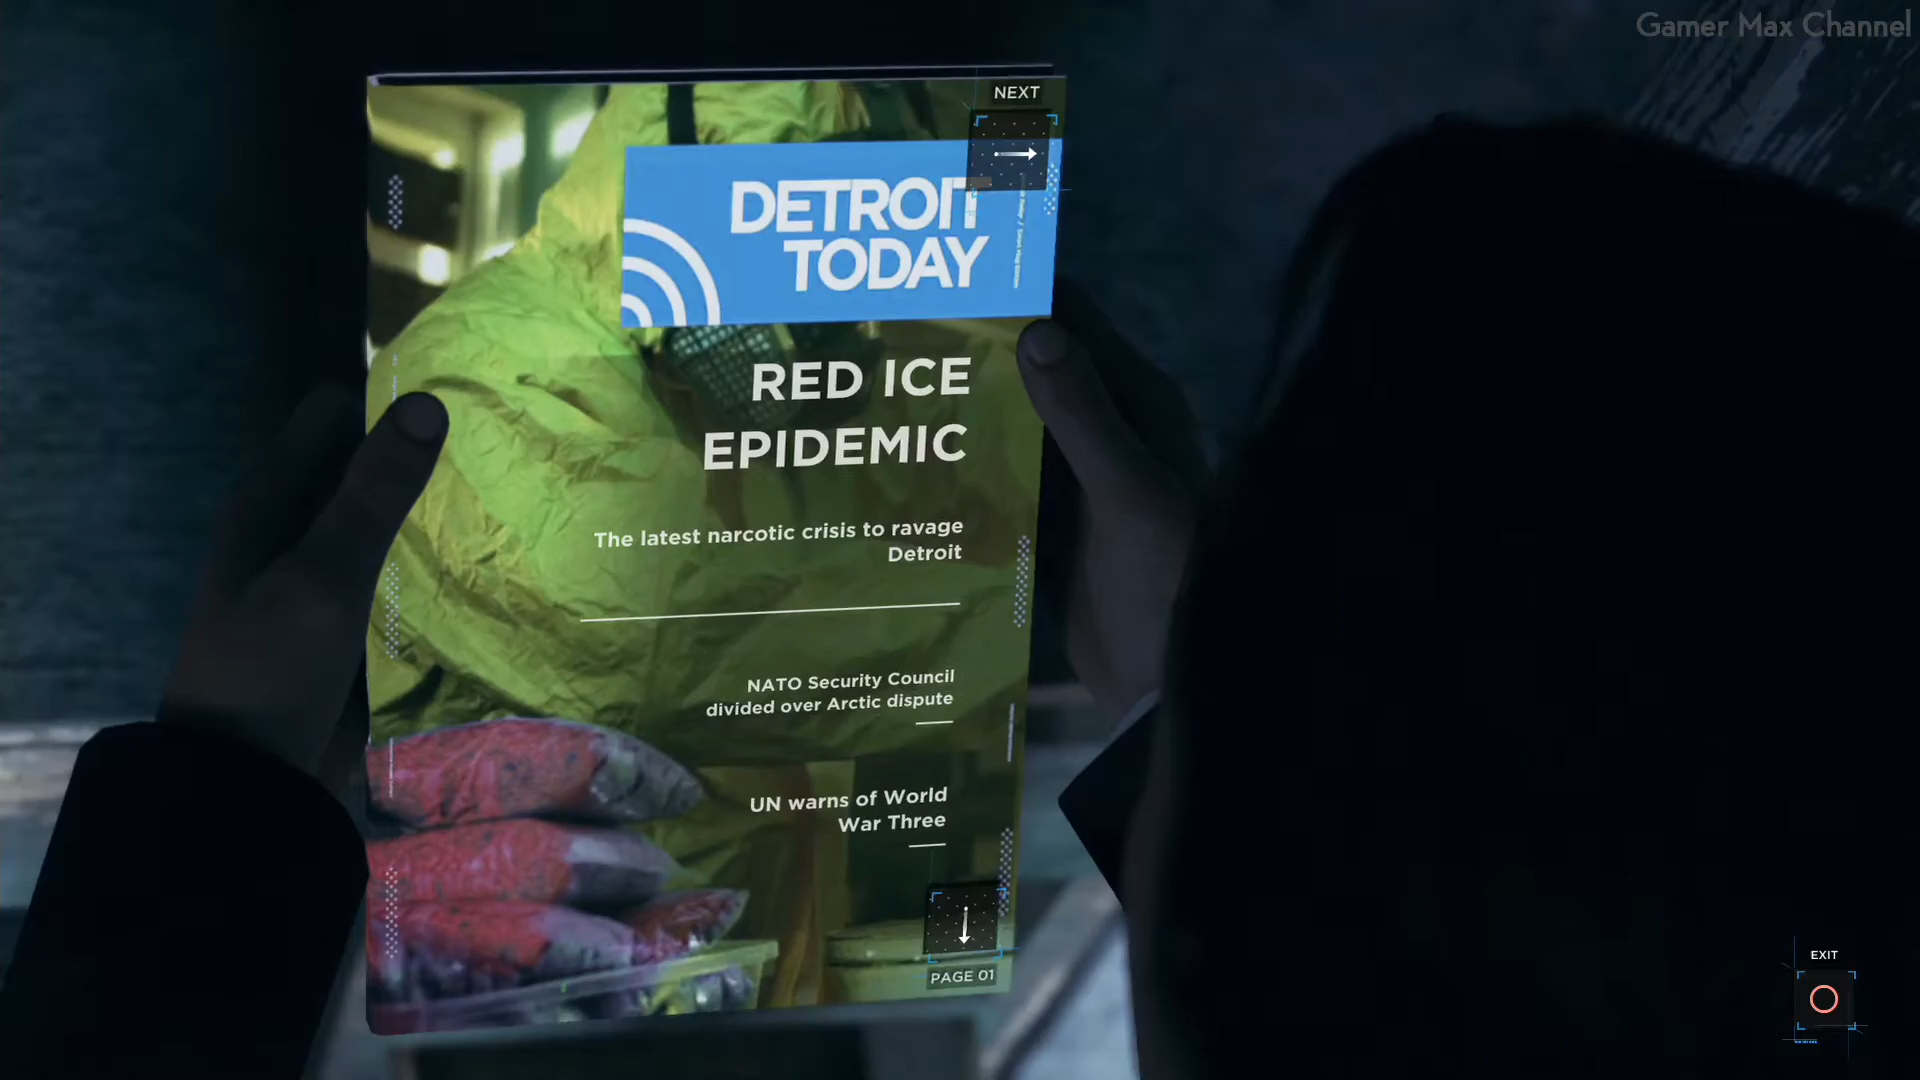 Gamer Max Channel
NEXT
DETROIT
TODAY
RED ICE
EPIDEMIC
The latest narcotic crisis to ravage
Detroit
NATO Security Council
divided over Arctic dispute
UN warns of World
War Three
PAGE 01
EXIT